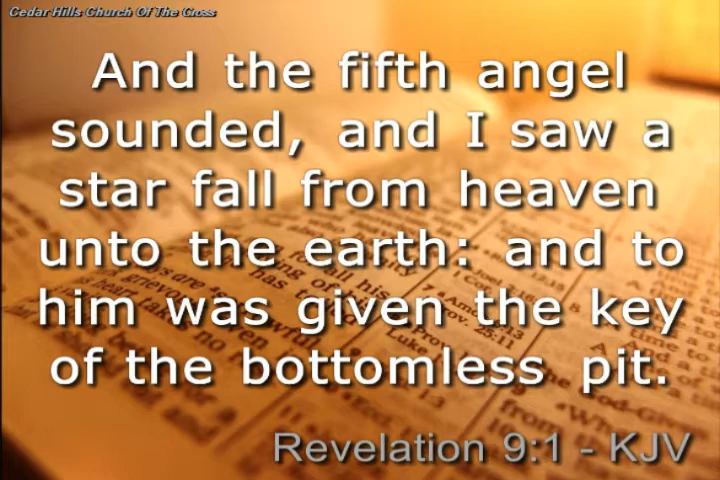 Cedar Hills Church Of The Cross
And the fifth angel
sounded, and I saw a
star fall from heaven
unto the earth: and to
him was given the key
of the bottomless pit.
Revelation 9:1 - KJV